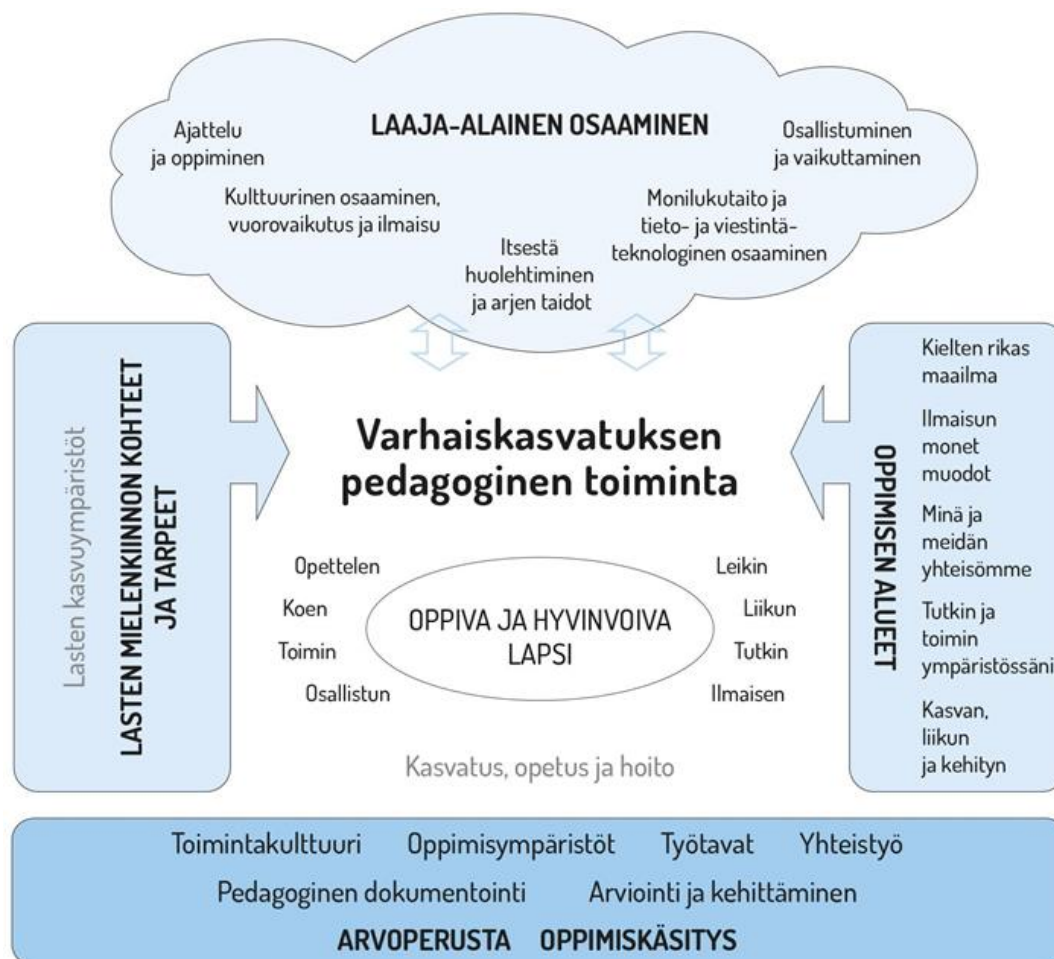 LAAJA-ALAINEN OSAAMINEN
Ajattelu
ja oppiminen
Kulttuurinen osaaminen,
vuorovaikutus ja ilmaisu
Itsestä
huolehtiminen
ja arjen taidot
Monilukutaito ja
tieto- ja viestintä-
teknologinen osaaminen
Osallistuminen
ja vaikuttaminen
Lasten kasvuympäristöt
LASTEN MIELENKIINNON KOHTEET
JA TARPEET
Varhaiskasvatuksen
pedagoginen toiminta
Opettelen
Koen
Toimin
Osallistun
OPPIVA JA HYVINVOIVA
LAPSI
Leikin
Liikun
Tutkin
Ilmaisen
Kasvatus, opetus ja hoito
OPPIMISEN ALUEET
Kielten rikas
maailma
Ilmaisun
monet
muodot
Minä ja
meidän
yhteisömme
Tutkin ja
toimin
ympäristössäni
Kasvan,
liikun
ja kehityn
Toimintakulttuuri Oppimisympäristöt Työtavat Yhteistyö
Pedagoginen dokumentointi Arviointi ja kehittäminen
ARVOPERUSTA OPPIMISKÄSITYS